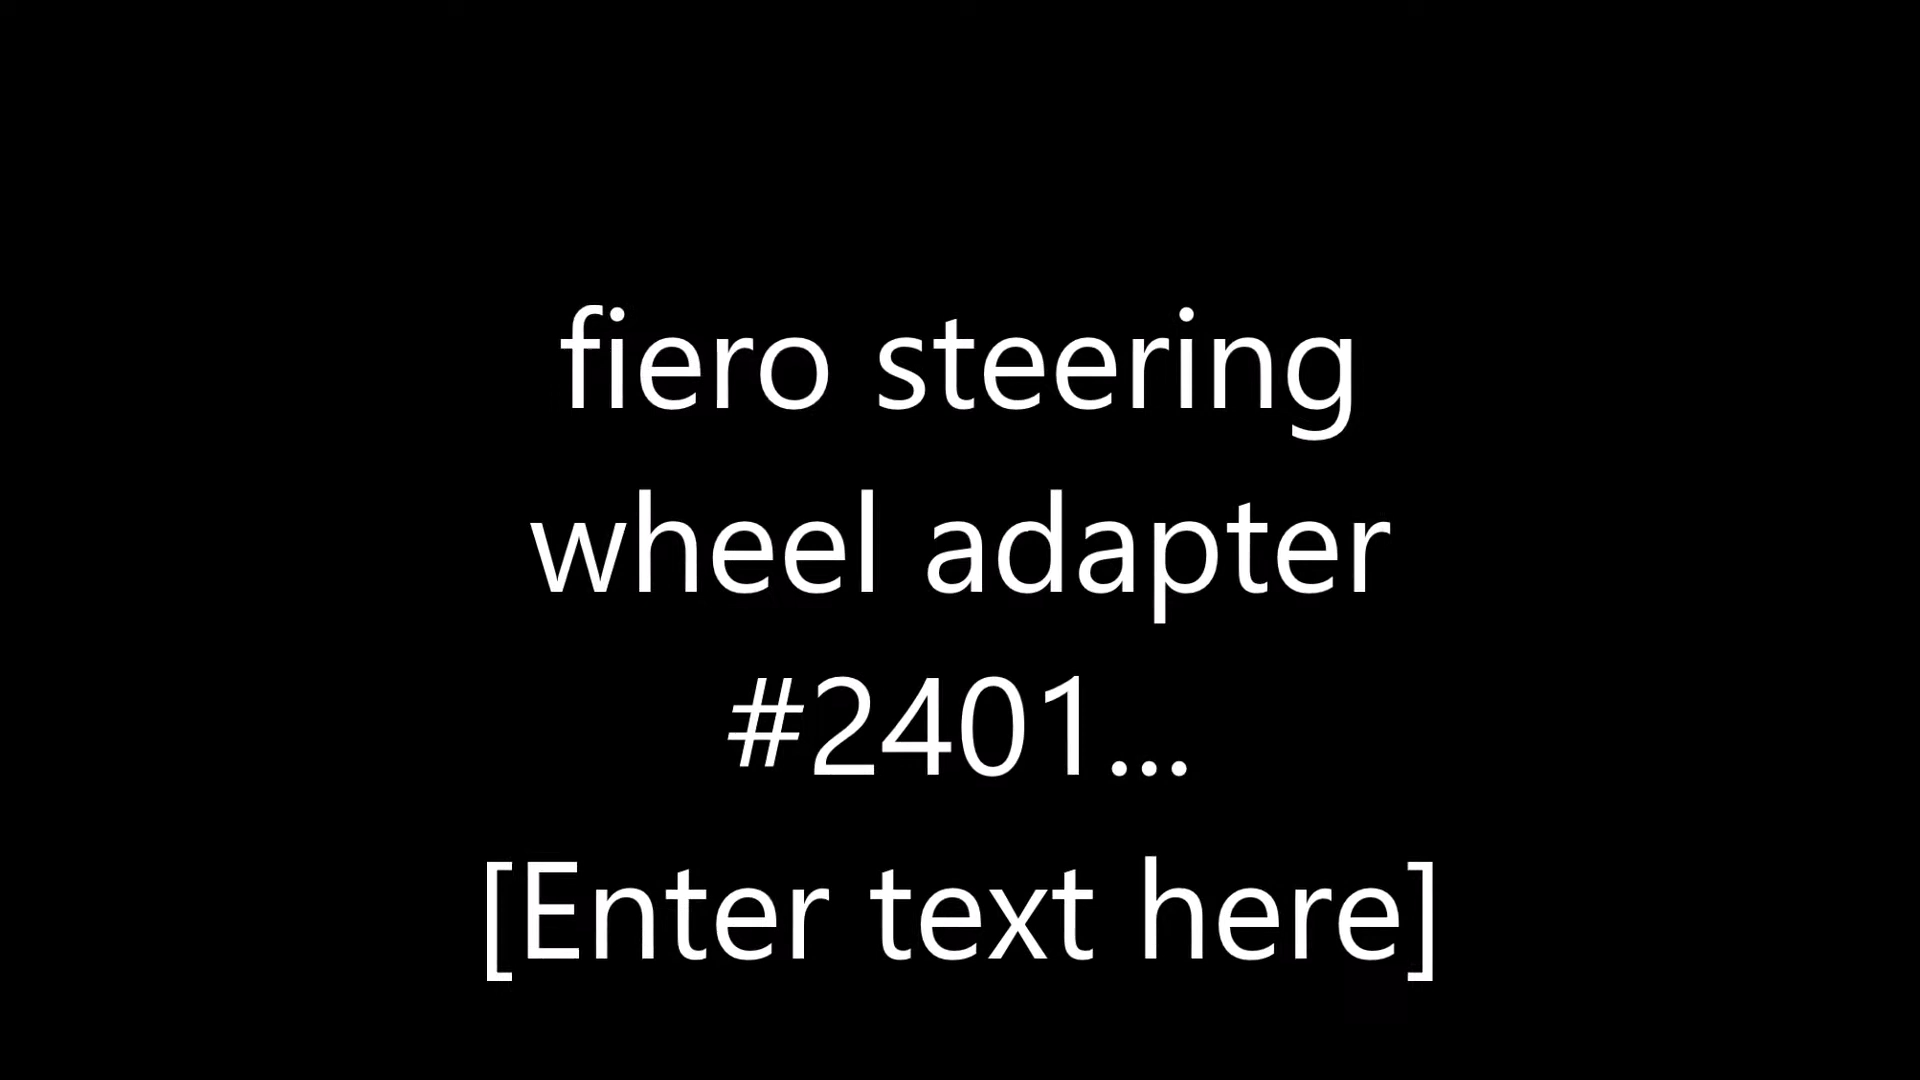 fiero steering
wheel adapter
#2401...
[Enter text here]